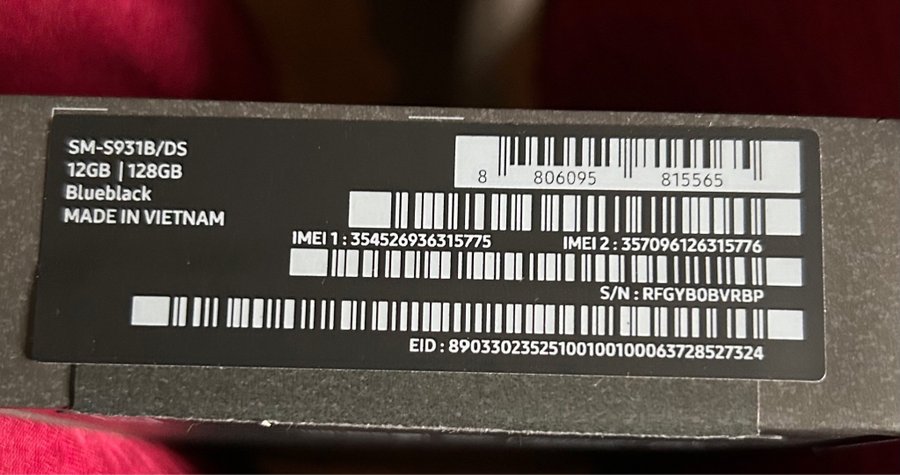 SM-S931B/DS
12GB | 128GB
Blueblack
MADE IN VIETNAM
8 806095 815565
IMEI 1 : 354526936315775 IMEI 2 : 357096126315776
S/N : RFGYB0BVRBP
EID : 89033023525100100100063728527324